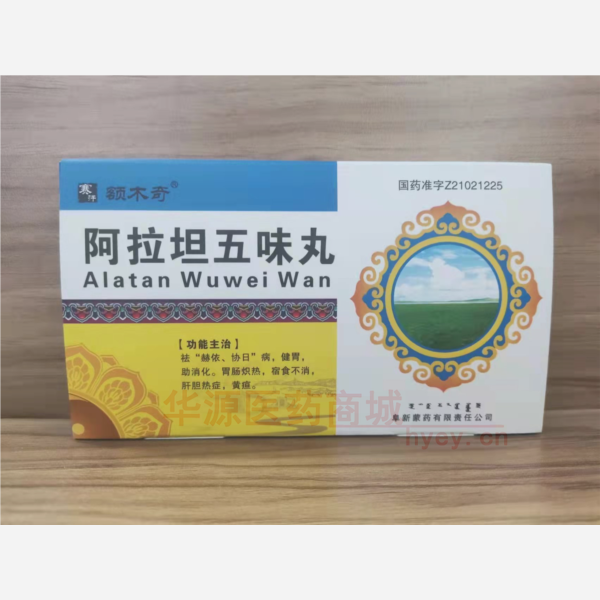 赛博 额木奇®
国药准字Z21021225
阿拉坦五味丸
Alatan Wuwei Wan
【功能主治】
祛“赫依、协日”病，健胃，
助消化。胃肠炽热，宿食不消，
肝胆热症，黄疸。
阜新蒙药有限责任公司
华源医药商城
hyey.cn